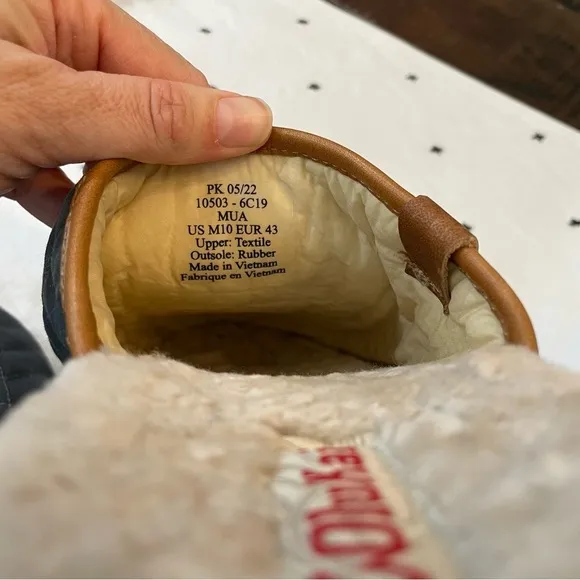 PK 05/22
10503 - 6C19
MUA
US M10 EUR 43
Upper: Textile
Outsole: Rubber
Made in Vietnam
Fabrique en Vietnam